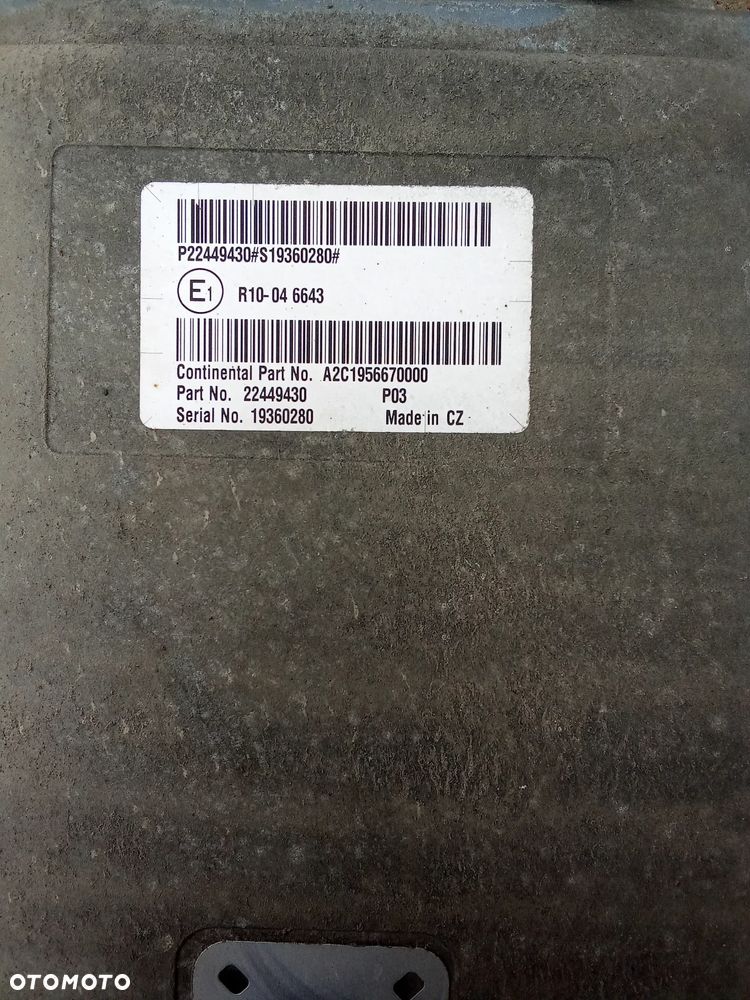 P22449430#S19360280#
E1 R10-04 6643
Continental Part No. A2C1956670000
Part No. 22449430 P03
Serial No. 19360280 Made in CZ
OTOMOTO